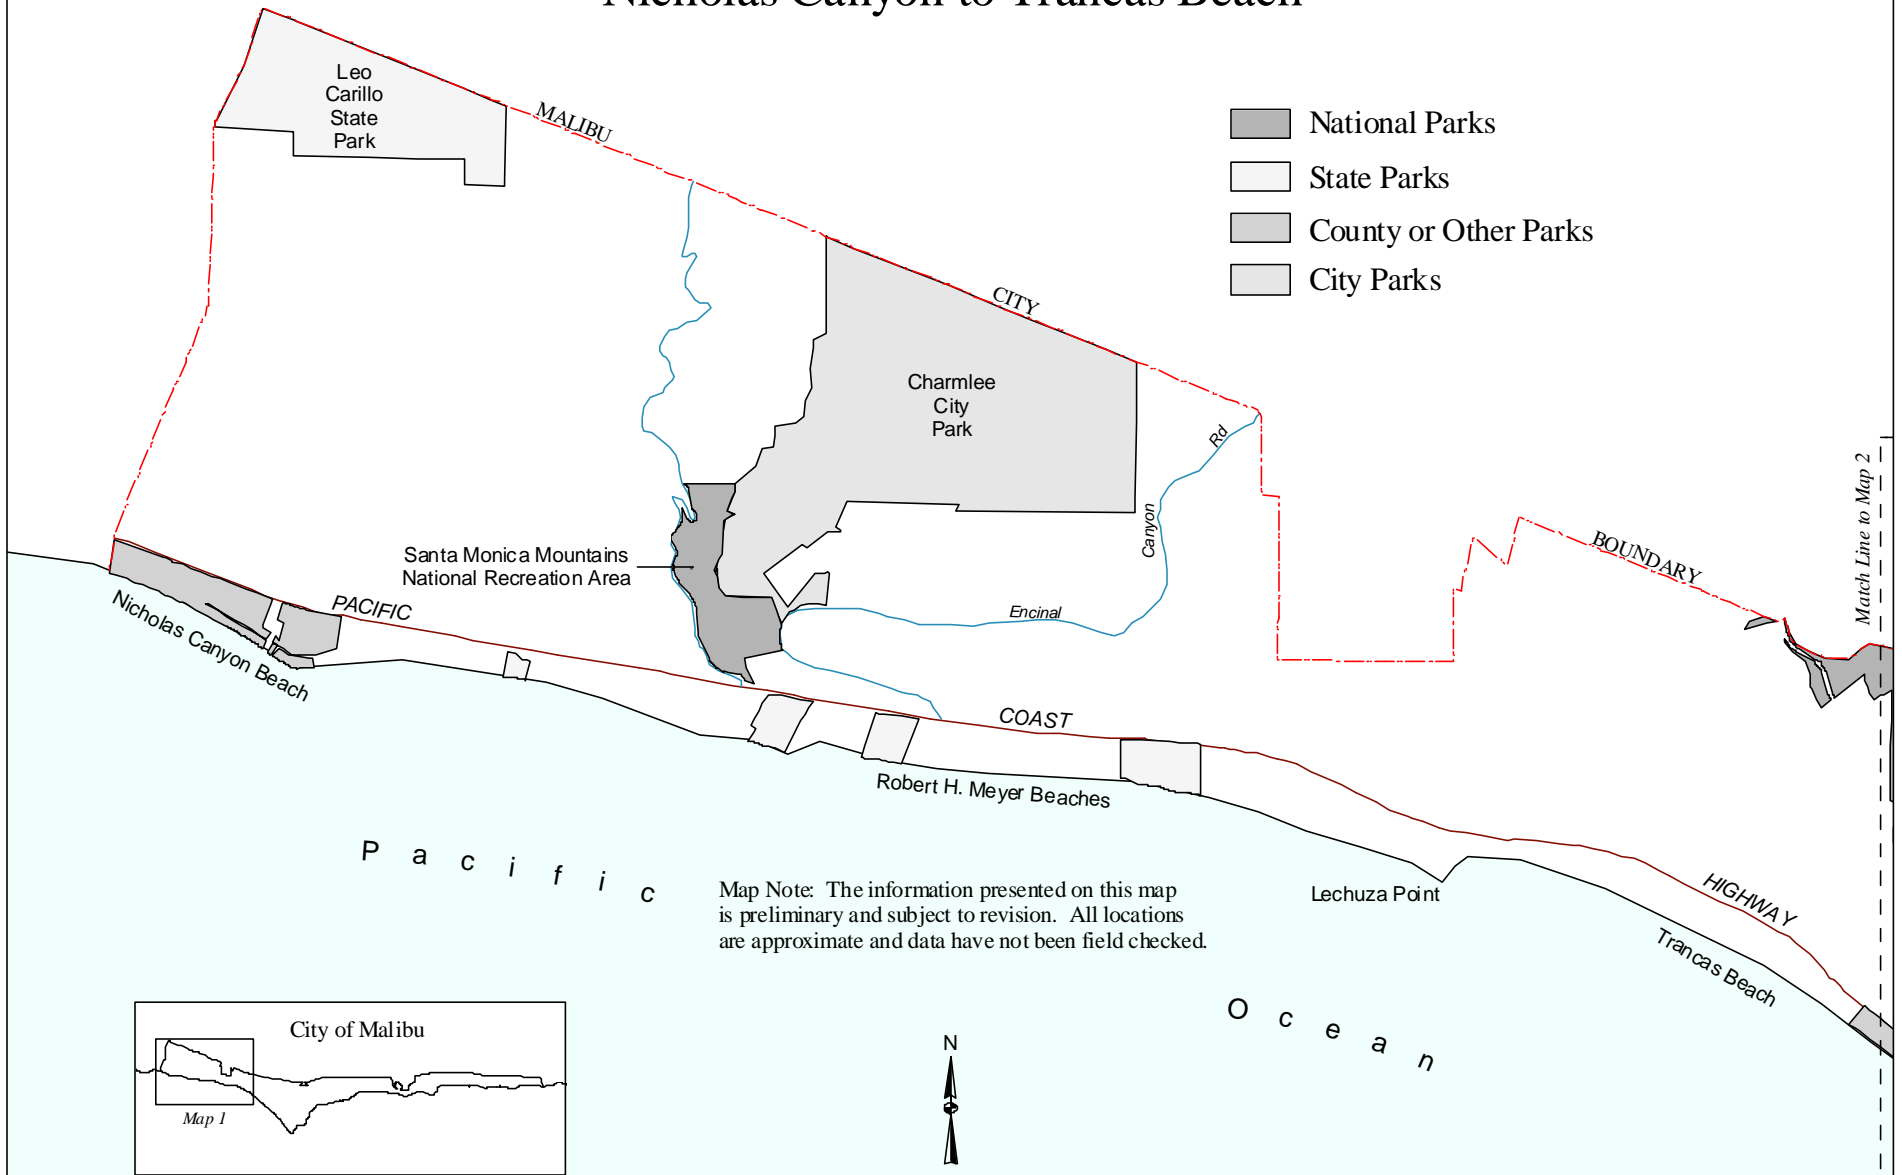 Nicholas Canyon to Trancas Beach
Leo
Carillo
State
Park
MALIBU
National Parks
State Parks
County or Other Parks
City Parks
CITY
Charmlee
City
Park
Rd
Canyon
Encinal
Match Line to Map 2
BOUNDARY
Santa Monica Mountains
National Recreation Area
PACIFIC
Nicholas Canyon Beach
COAST
Robert H. Meyer Beaches
HIGHWAY
Lechuza Point
Trancas Beach
Pacific
Map Note: The information presented on this map
is preliminary and subject to revision. All locations
are approximate and data have not been field checked.
Ocean
City of Malibu
Map 1
N